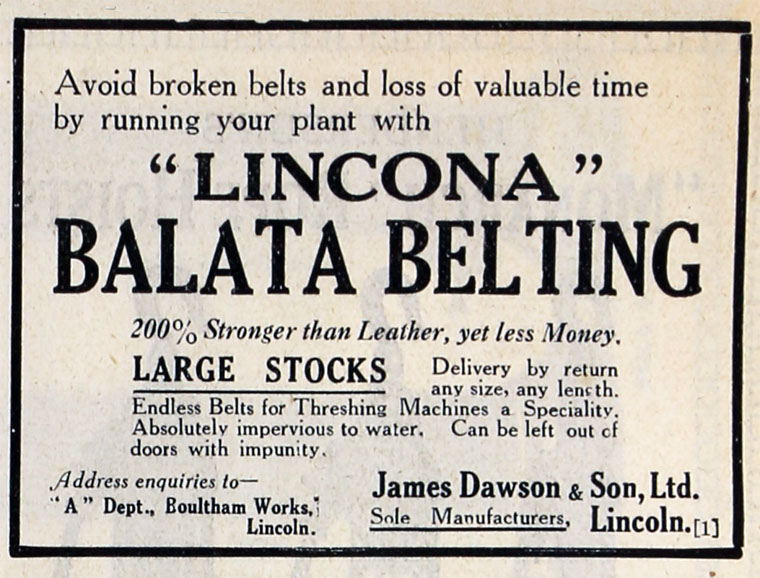 Avoid broken belts and loss of valuable time
by running your plant with
"LINCONA"
BALATA BELTING
200% Stronger than Leather, yet less Money.
LARGE STOCKS
Delivery by return
any size, any length.
Endless Belts for Threshing Machines a Speciality.
Absolutely impervious to water. Can be left out of
doors with impunity.
Address enquiries to—
"A" Dept., Boultham Works,
Lincoln.
James Dawson & Son, Ltd.
Sole Manufacturers, Lincoln.[1]